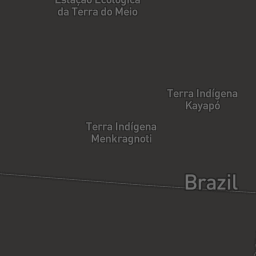 Estação Ecológica
da Terra do Meio
Terra Indígena
Kayapó
Terra Indígena
Menkragnoti
Brazil